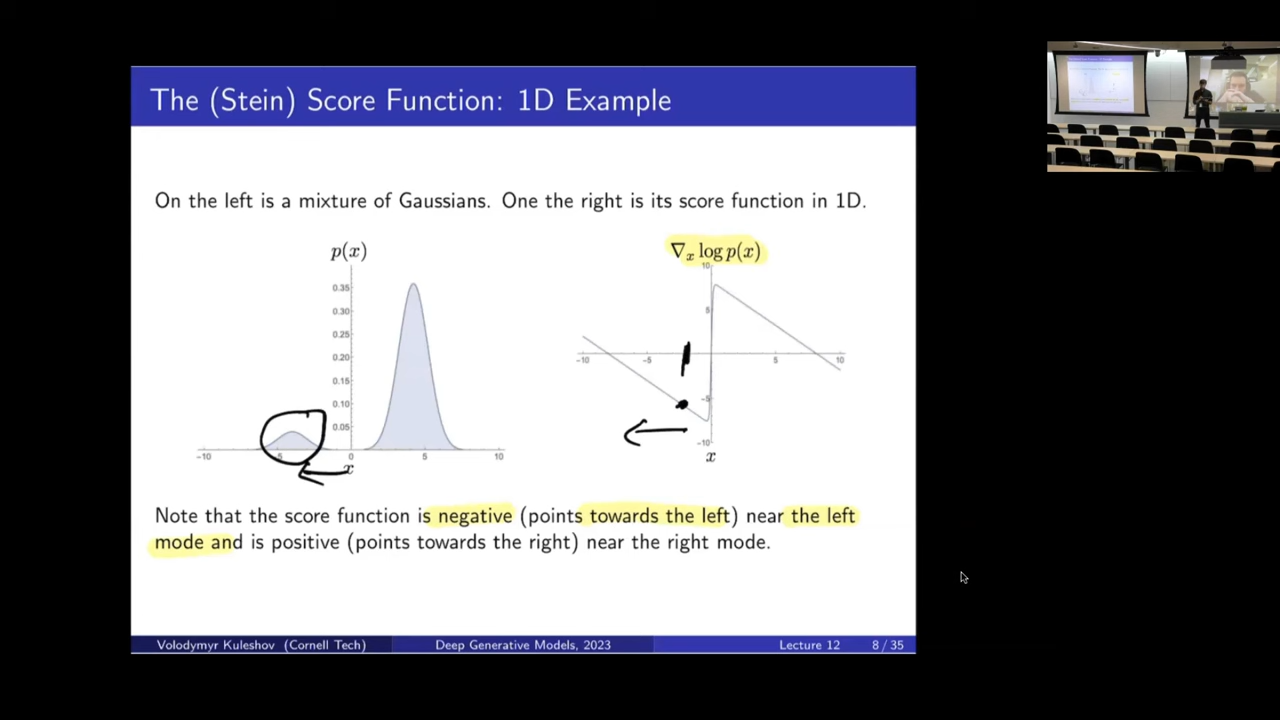 The (Stein) Score Function: 1D Example
On the left is a mixture of Gaussians. One the right is its score function in 1D.
p(x)
0.35
0.30
0.25
0.20
0.15
0.10
0.05
-10
0
5
10
x
∇ₓ log p(x)
10
5
-10
-5
5
10
-5
-10
x
Note that the score function is negative (points towards the left) near the left
mode and is positive (points towards the right) near the right mode.
Volodymyr Kuleshov (Cornell Tech)
Deep Generative Models, 2023
Lecture 12
8 / 35